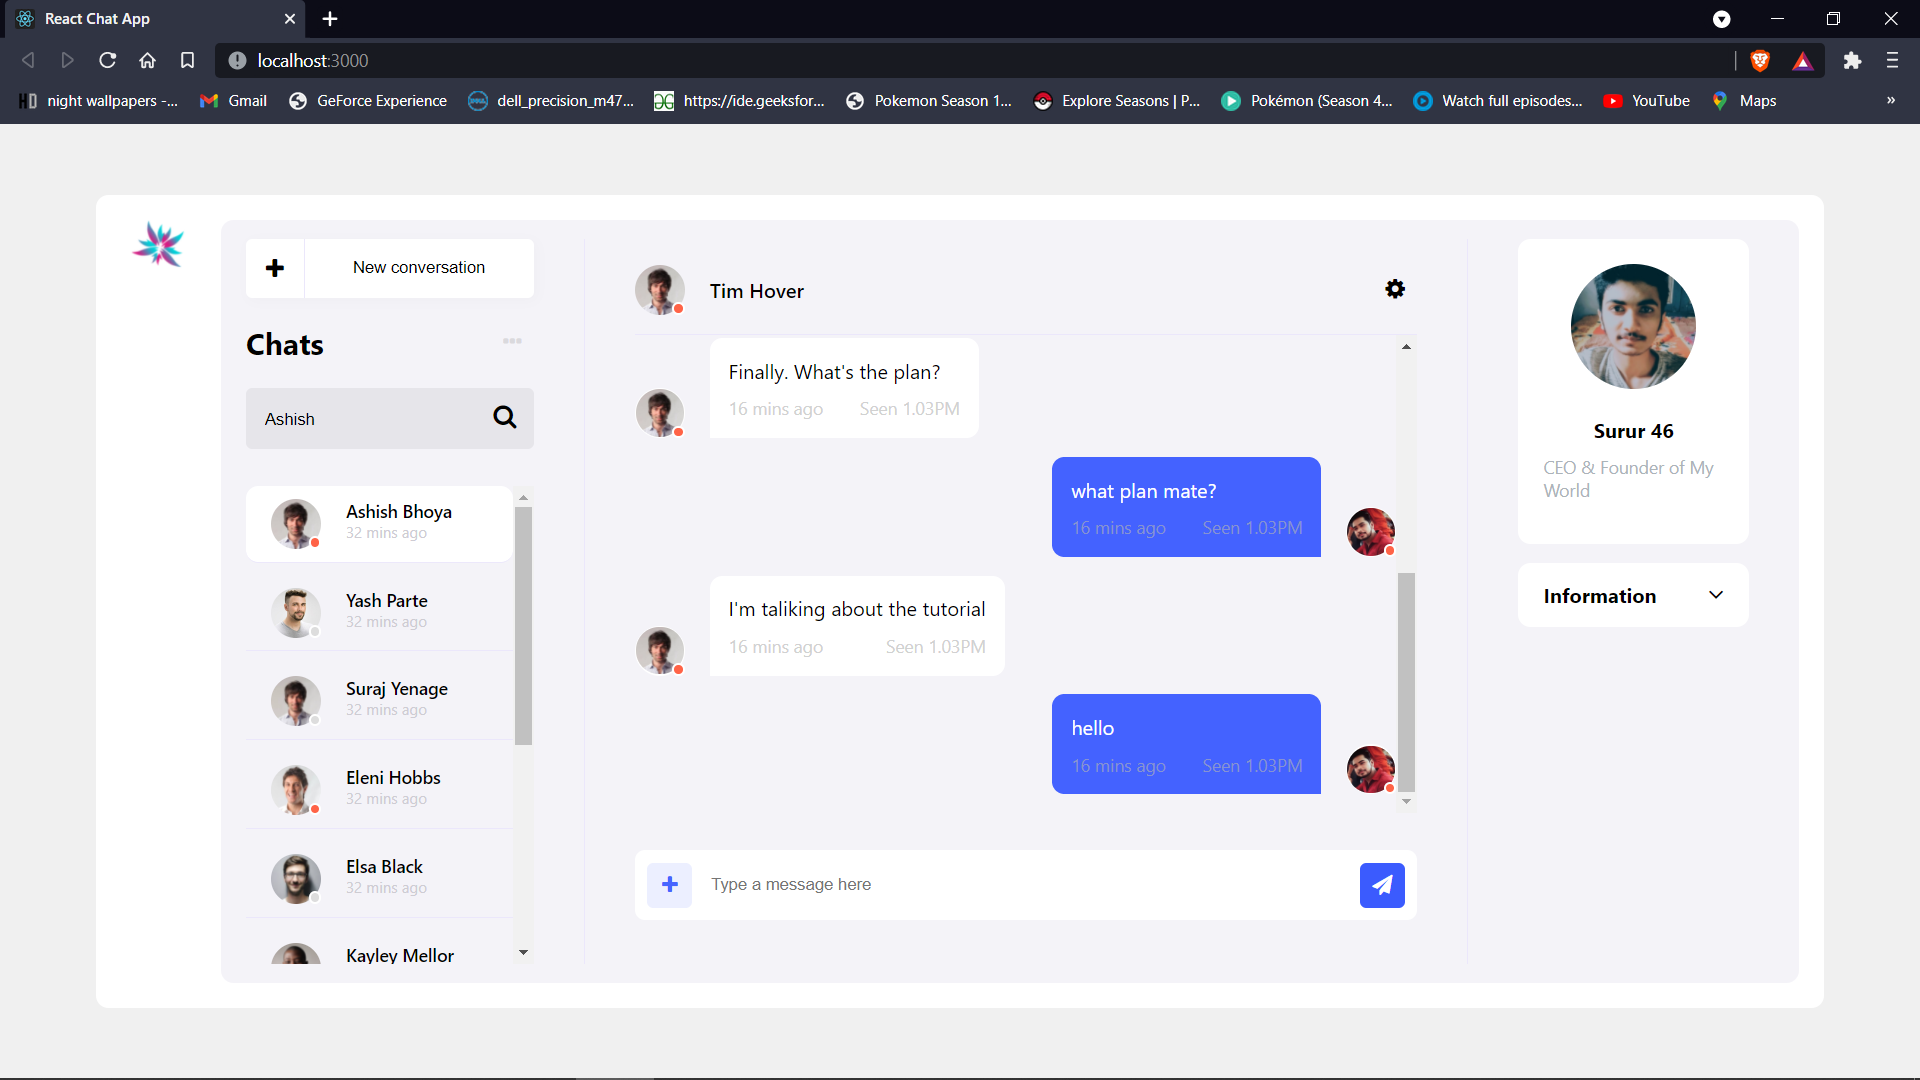 React Chat App
localhost:3000
HD night wallpapers -... Gmail GeForce Experience dell_precision_m47... https://ide.geeksfor... Pokemon Season 1... Explore Seasons | P... Pokémon (Season 4... Watch full episodes... YouTube Maps »
New conversation
Chats
Ashish
Ashish Bhoya
32 mins ago
Yash Parte
32 mins ago
Suraj Yenage
32 mins ago
Eleni Hobbs
32 mins ago
Elsa Black
32 mins ago
Kayley Mellor
Tim Hover
Finally. What's the plan?
16 mins ago Seen 1.03PM
what plan mate?
16 mins ago Seen 1.03PM
I'm taliking about the tutorial
16 mins ago Seen 1.03PM
hello
16 mins ago Seen 1.03PM
Type a message here
Surur 46
CEO & Founder of My
World
Information